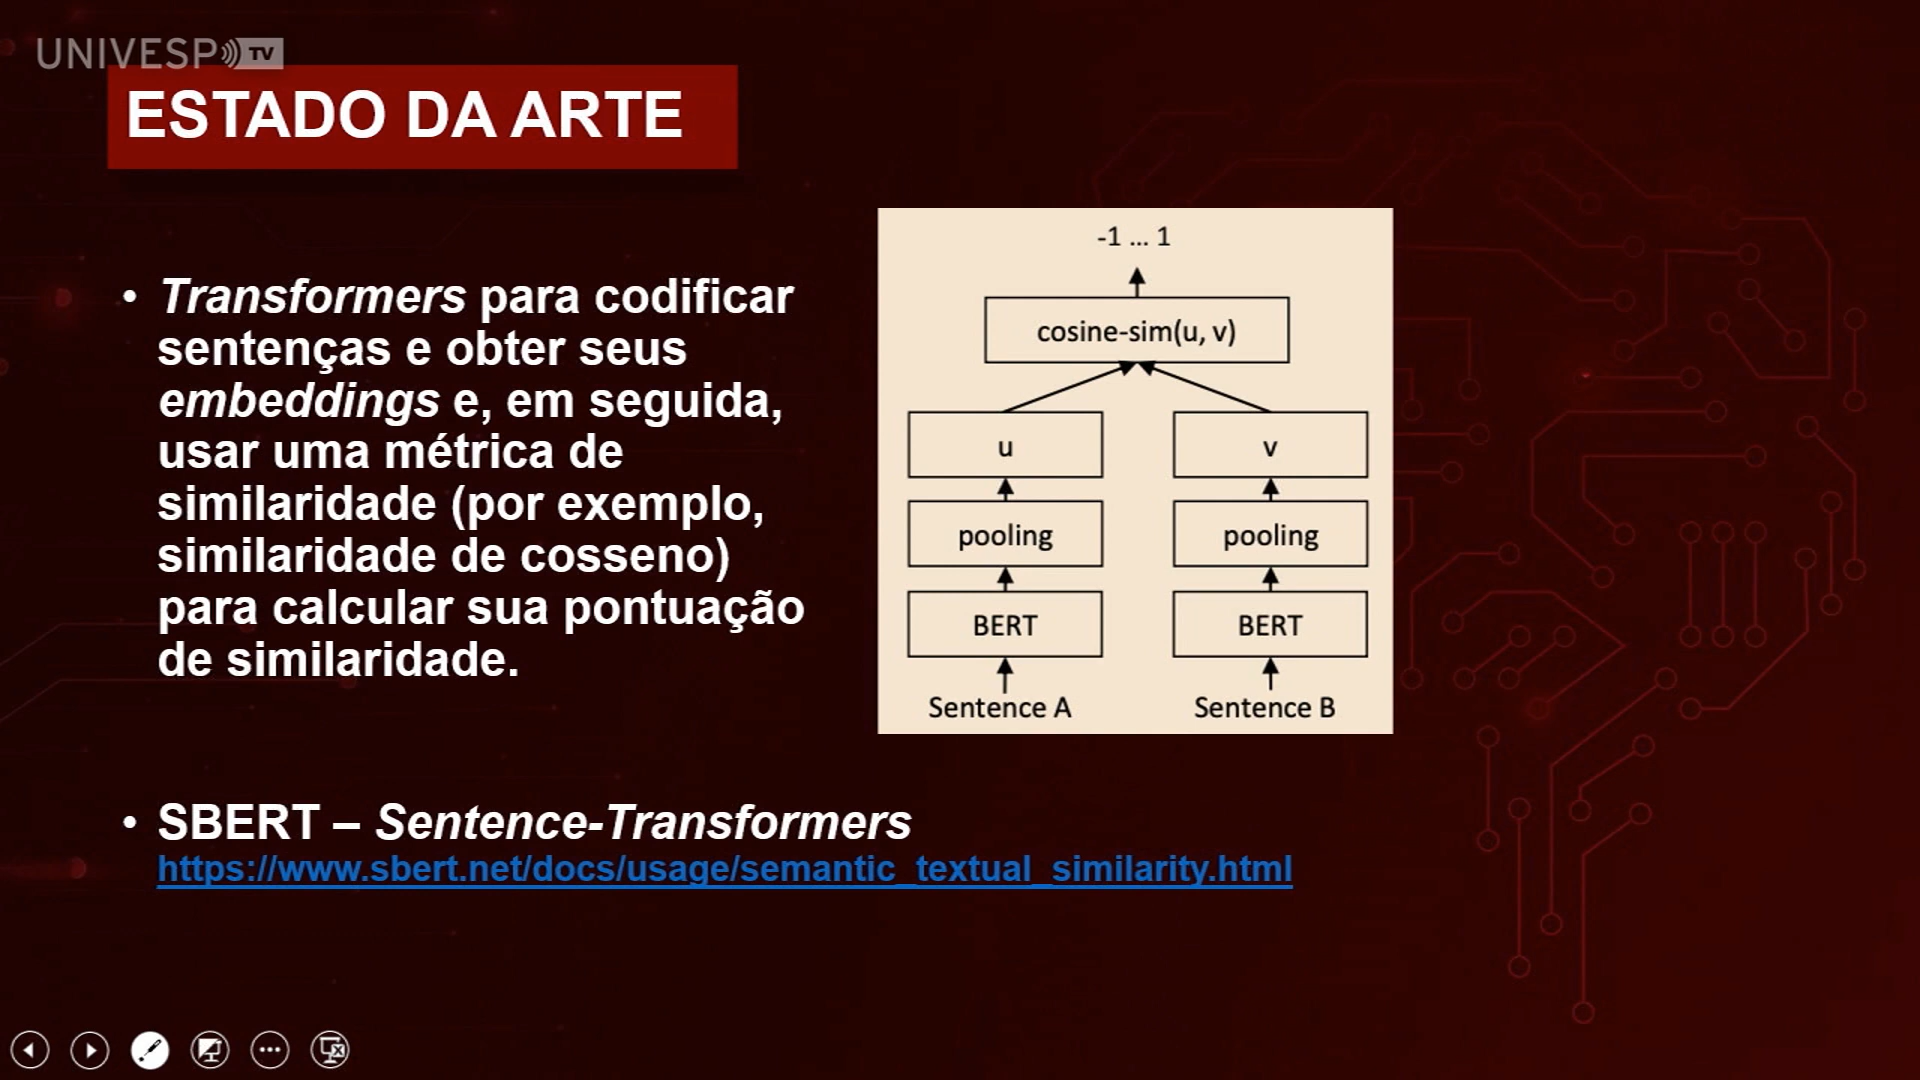 UNIVESP TV
ESTADO DA ARTE
• Transformers para codificar
sentenças e obter seus
embeddings e, em seguida,
usar uma métrica de
similaridade (por exemplo,
similaridade de cosseno)
para calcular sua pontuação
de similaridade.
-1 ... 1
cosine-sim(u, v)
u v
pooling pooling
BERT BERT
Sentence A Sentence B
• SBERT – Sentence-Transformers
https://www.sbert.net/docs/usage/semantic_textual_similarity.html